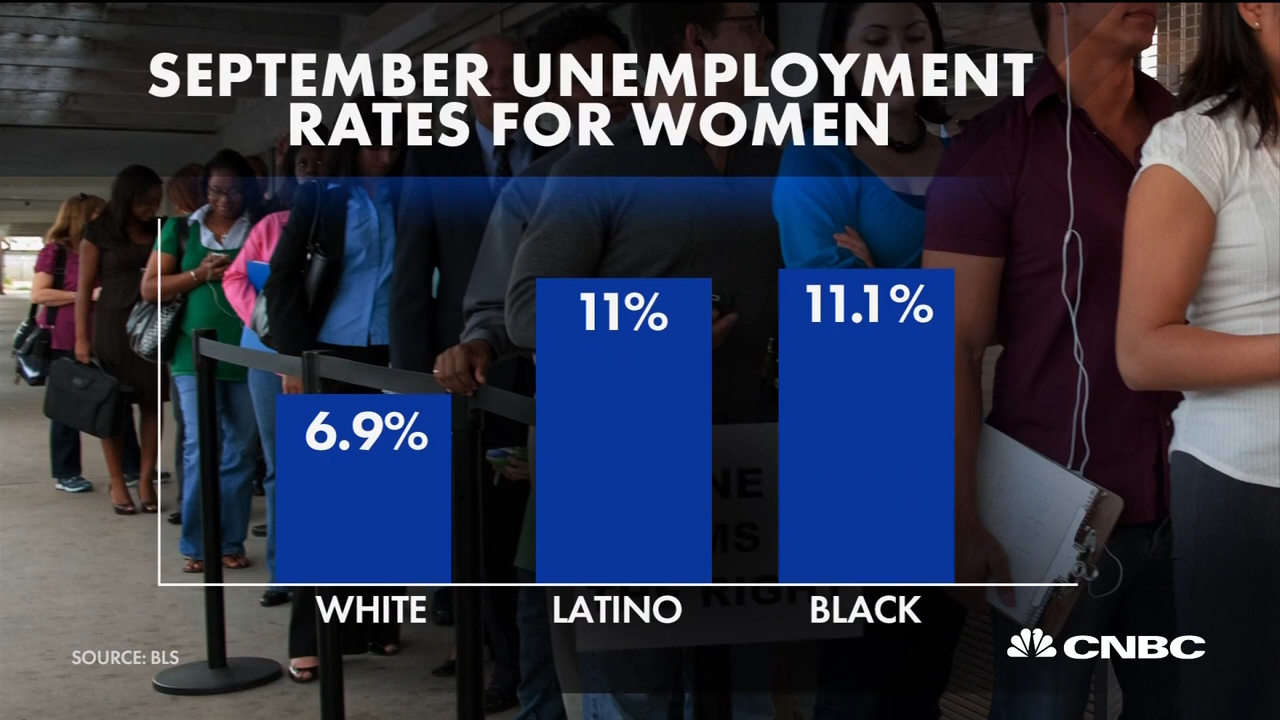 SEPTEMBER UNEMPLOYMENT
RATES FOR WOMEN
6.9%
11%
11.1%
WHITE
LATINO
BLACK
SOURCE: BLS
CNBC